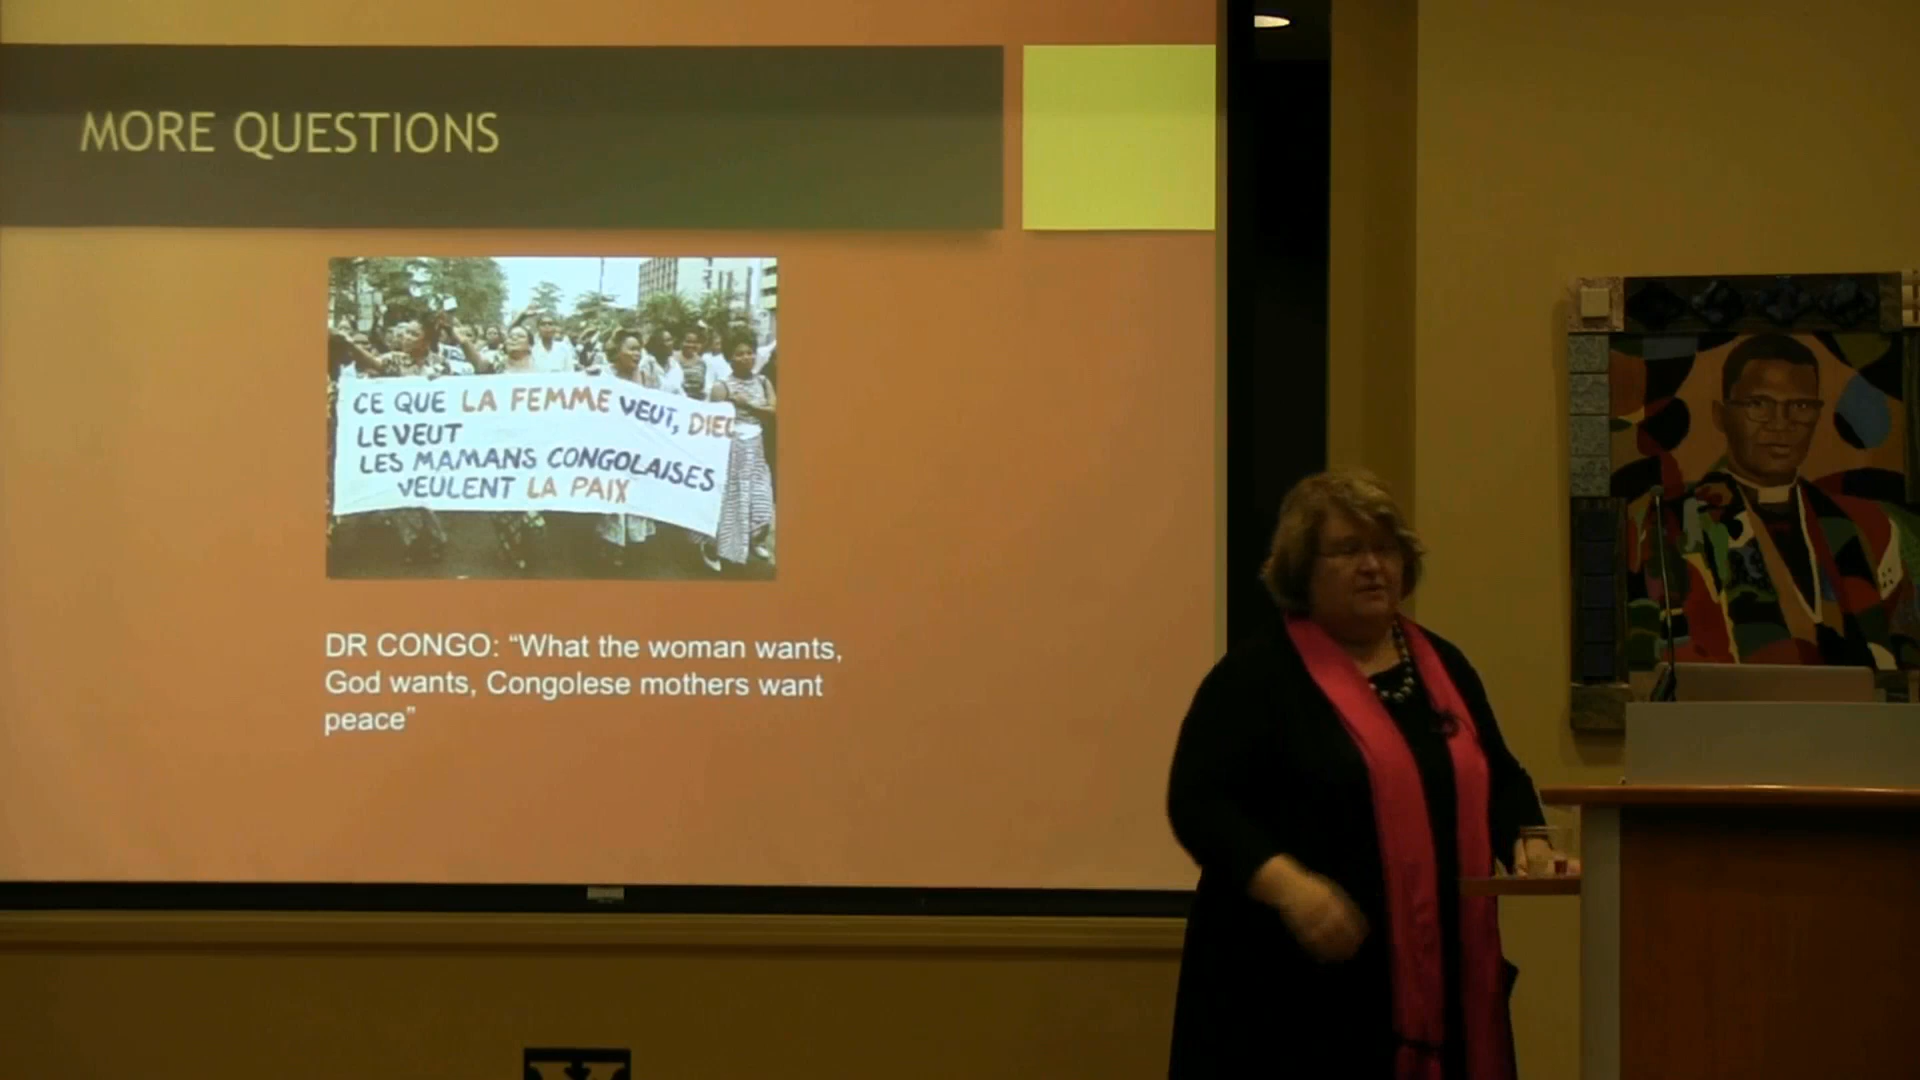 MORE QUESTIONS
CE QUE LA FEMME VEUT, DIEU
LE VEUT
LES MAMANS CONGOLAISES
VEULENT LA PAIX
DR CONGO: “What the woman wants,
God wants, Congolese mothers want
peace”